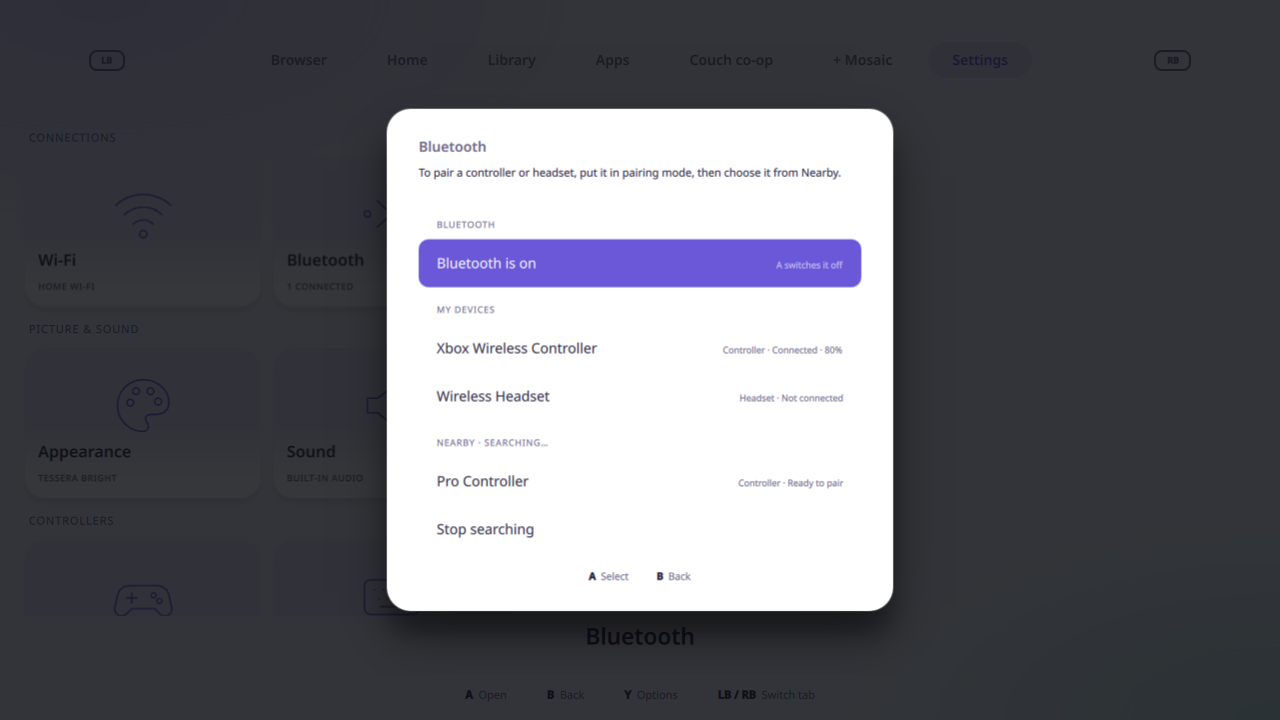 LB
Browser
Home
Library
Apps
Couch co-op
+ Mosaic
Settings
RB
CONNECTIONS
Wi-Fi
HOME WI-FI
Bluetooth
1 CONNECTED
PICTURE & SOUND
Appearance
TESSERA BRIGHT
Sound
BUILT-IN AUDIO
CONTROLLERS
Bluetooth
To pair a controller or headset, put it in pairing mode, then choose it from Nearby.
BLUETOOTH
Bluetooth is on
A switches it off
MY DEVICES
Xbox Wireless Controller
Controller · Connected · 80%
Wireless Headset
Headset · Not connected
NEARBY · SEARCHING...
Pro Controller
Controller · Ready to pair
Stop searching
A Select
B Back
Bluetooth
A Open
B Back
Y Options
LB / RB Switch tab